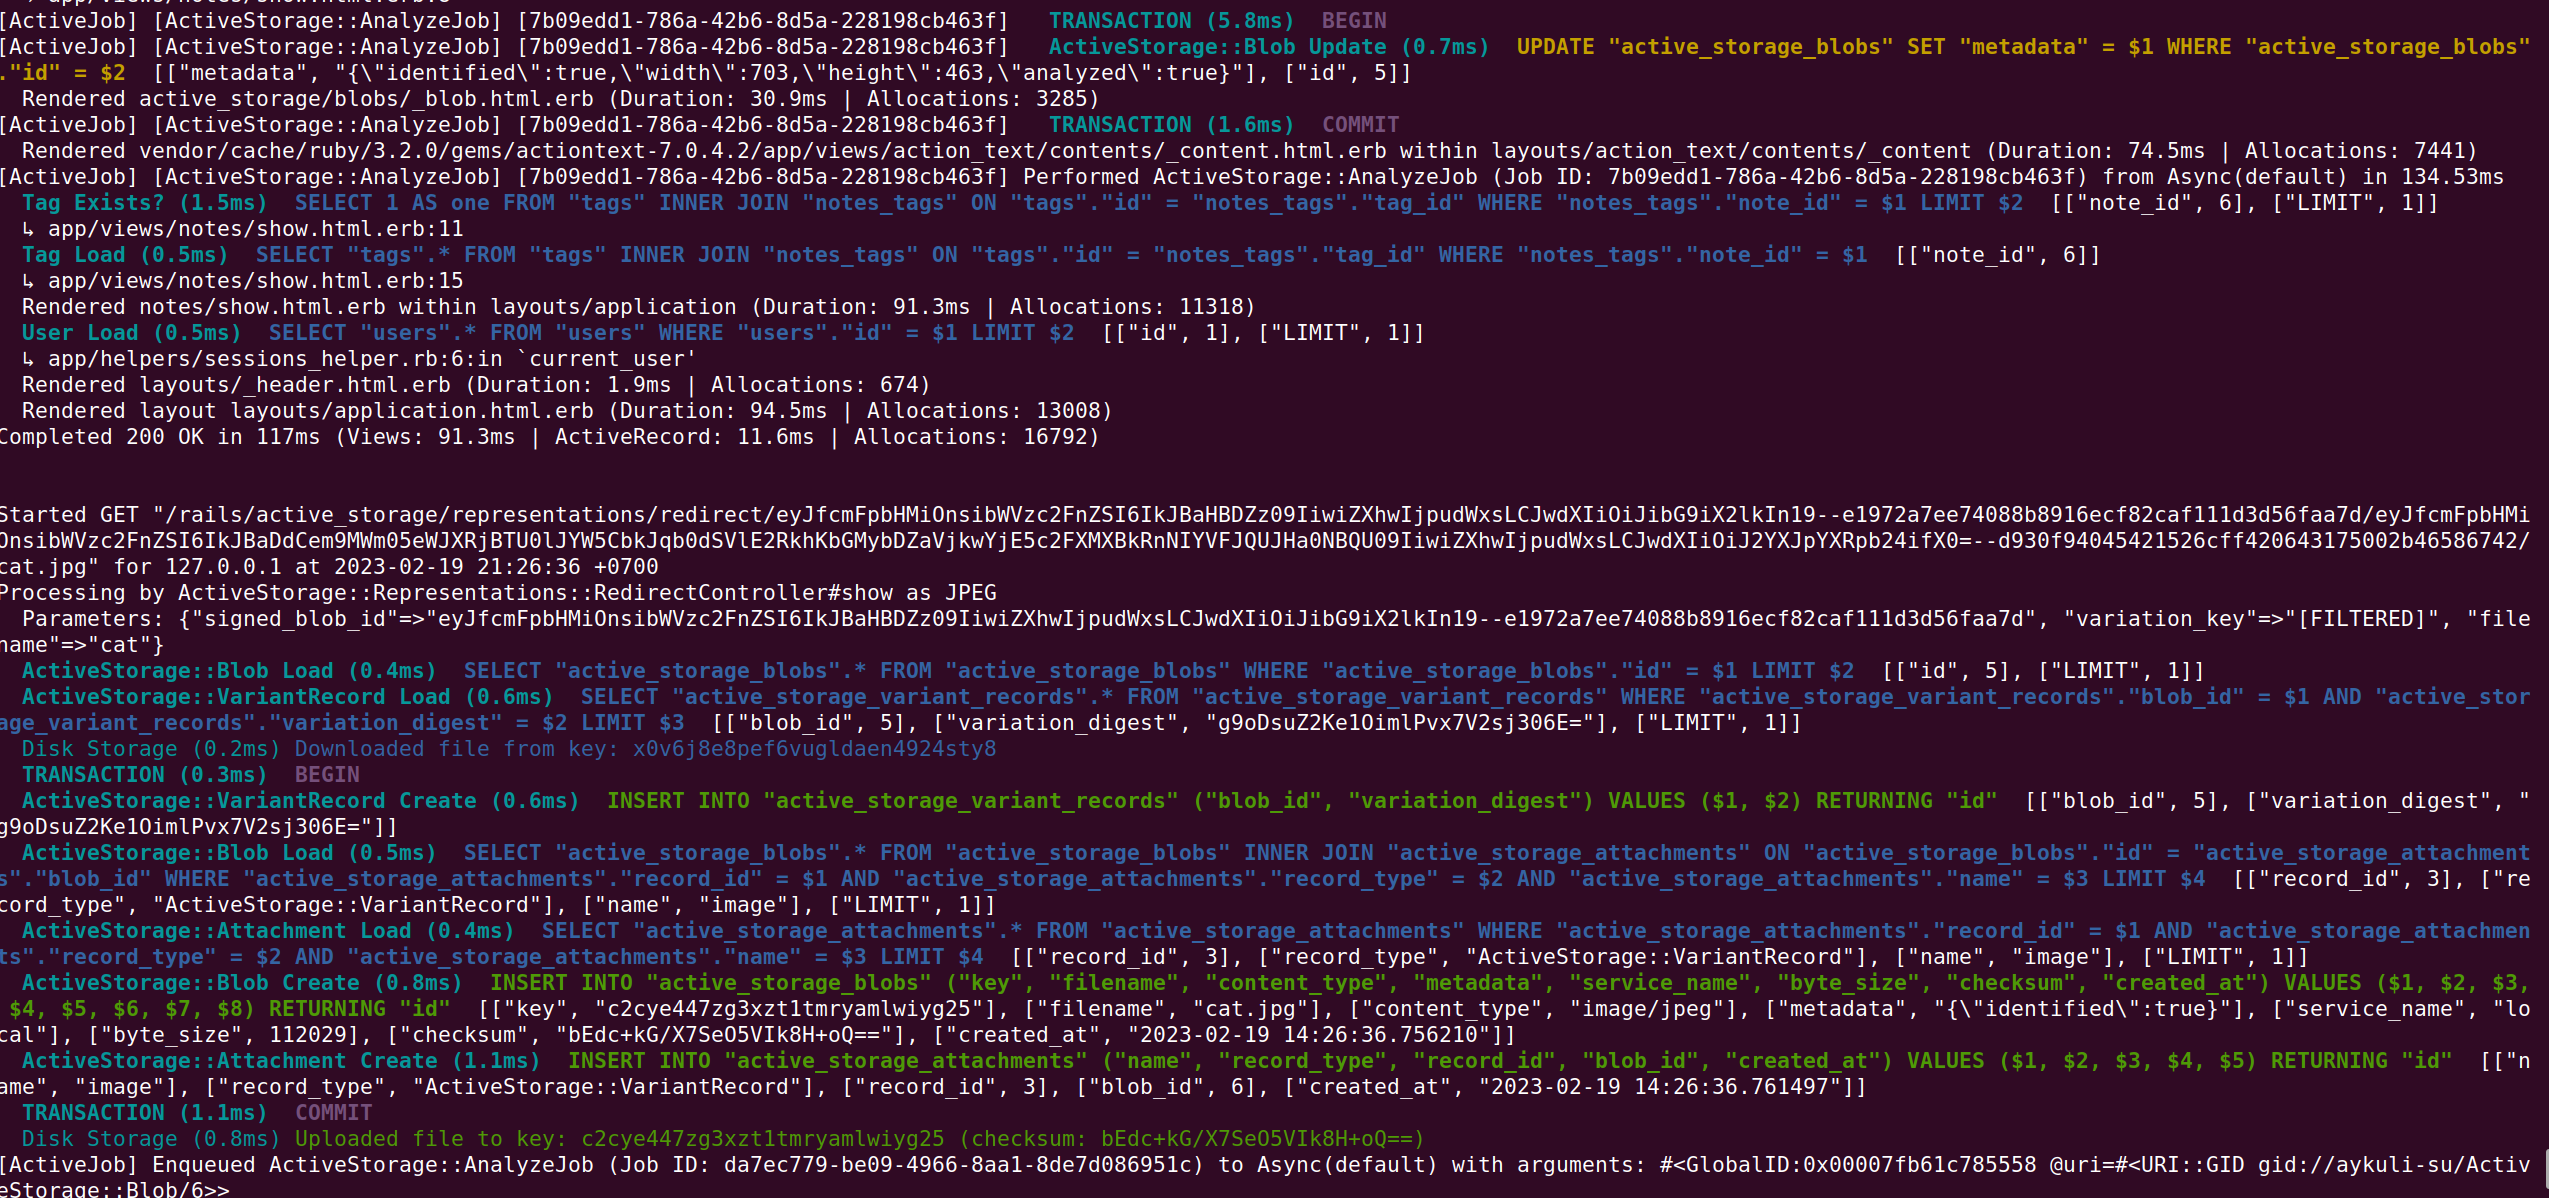 app/views/notes/show.html.erb:8
[ActiveJob] [ActiveStorage::AnalyzeJob] [7b09edd1-786a-42b6-8d5a-228198cb463f]   TRANSACTION (5.8ms)  BEGIN
[ActiveJob] [ActiveStorage::AnalyzeJob] [7b09edd1-786a-42b6-8d5a-228198cb463f]   ActiveStorage::Blob Update (0.7ms)  UPDATE "active_storage_blobs" SET "metadata" = $1 WHERE "active_storage_blobs"
."id" = $2  [["metadata", "{\"identified\":true,\"width\":703,\"height\":463,\"analyzed\":true}"], ["id", 5]]
  Rendered active_storage/blobs/_blob.html.erb (Duration: 30.9ms | Allocations: 3285)
[ActiveJob] [ActiveStorage::AnalyzeJob] [7b09edd1-786a-42b6-8d5a-228198cb463f]   TRANSACTION (1.6ms)  COMMIT
  Rendered vendor/cache/ruby/3.2.0/gems/actiontext-7.0.4.2/app/views/action_text/contents/_content.html.erb within layouts/action_text/contents/_content (Duration: 74.5ms | Allocations: 7441)
[ActiveJob] [ActiveStorage::AnalyzeJob] [7b09edd1-786a-42b6-8d5a-228198cb463f] Performed ActiveStorage::AnalyzeJob (Job ID: 7b09edd1-786a-42b6-8d5a-228198cb463f) from Async(default) in 134.53ms
  Tag Exists? (1.5ms)  SELECT 1 AS one FROM "tags" INNER JOIN "notes_tags" ON "tags"."id" = "notes_tags"."tag_id" WHERE "notes_tags"."note_id" = $1 LIMIT $2  [["note_id", 6], ["LIMIT", 1]]
  ↳ app/views/notes/show.html.erb:11
  Tag Load (0.5ms)  SELECT "tags".* FROM "tags" INNER JOIN "notes_tags" ON "tags"."id" = "notes_tags"."tag_id" WHERE "notes_tags"."note_id" = $1  [["note_id", 6]]
  ↳ app/views/notes/show.html.erb:15
  Rendered notes/show.html.erb within layouts/application (Duration: 91.3ms | Allocations: 11318)
  User Load (0.5ms)  SELECT "users".* FROM "users" WHERE "users"."id" = $1 LIMIT $2  [["id", 1], ["LIMIT", 1]]
  ↳ app/helpers/sessions_helper.rb:6:in `current_user'
  Rendered layouts/_header.html.erb (Duration: 1.9ms | Allocations: 674)
  Rendered layout layouts/application.html.erb (Duration: 94.5ms | Allocations: 13008)
Completed 200 OK in 117ms (Views: 91.3ms | ActiveRecord: 11.6ms | Allocations: 16792)
Started GET "/rails/active_storage/representations/redirect/eyJfcmFpbHMiOnsibWVzc2FnZSI6IkJBaHBDZz09IiwiZXhwIjpudWxsLCJwdXIiOiJibG9iX2lkIn19--e1972a7ee74088b8916ecf82caf111d3d56faa7d/eyJfcmFpbHMi
OnsibWVzc2FnZSI6IkJBaDdCem9MWm05eWJXRjBTU0lJYW5CbkJqb0dSVlE2RkhKbGMybDZaVjkwYjE5c2FXMXBkRnNIYVFJQUJHa0NBQU09IiwiZXhwIjpudWxsLCJwdXIiOiJ2YXJpYXRpb24ifX0=--d930f94045421526cff420643175002b46586742/
cat.jpg" for 127.0.0.1 at 2023-02-19 21:26:36 +0700
Processing by ActiveStorage::Representations::RedirectController#show as JPEG
  Parameters: {"signed_blob_id"=>"eyJfcmFpbHMiOnsibWVzc2FnZSI6IkJBaHBDZz09IiwiZXhwIjpudWxsLCJwdXIiOiJibG9iX2lkIn19--e1972a7ee74088b8916ecf82caf111d3d56faa7d", "variation_key"=>"[FILTERED]", "file
name"=>"cat"}
  ActiveStorage::Blob Load (0.4ms)  SELECT "active_storage_blobs".* FROM "active_storage_blobs" WHERE "active_storage_blobs"."id" = $1 LIMIT $2  [["id", 5], ["LIMIT", 1]]
  ActiveStorage::VariantRecord Load (0.6ms)  SELECT "active_storage_variant_records".* FROM "active_storage_variant_records" WHERE "active_storage_variant_records"."blob_id" = $1 AND "active_stor
age_variant_records"."variation_digest" = $2 LIMIT $3  [["blob_id", 5], ["variation_digest", "g9oDsuZ2Ke1OimlPvx7V2sj306E="], ["LIMIT", 1]]
  Disk Storage (0.2ms) Downloaded file from key: x0v6j8e8pef6vugldaen4924sty8
  TRANSACTION (0.3ms)  BEGIN
  ActiveStorage::VariantRecord Create (0.6ms)  INSERT INTO "active_storage_variant_records" ("blob_id", "variation_digest") VALUES ($1, $2) RETURNING "id"  [["blob_id", 5], ["variation_digest", "
g9oDsuZ2Ke1OimlPvx7V2sj306E="]]
  ActiveStorage::Blob Load (0.5ms)  SELECT "active_storage_blobs".* FROM "active_storage_blobs" INNER JOIN "active_storage_attachments" ON "active_storage_blobs"."id" = "active_storage_attachment
s"."blob_id" WHERE "active_storage_attachments"."record_id" = $1 AND "active_storage_attachments"."record_type" = $2 AND "active_storage_attachments"."name" = $3 LIMIT $4  [["record_id", 3], ["re
cord_type", "ActiveStorage::VariantRecord"], ["name", "image"], ["LIMIT", 1]]
  ActiveStorage::Attachment Load (0.4ms)  SELECT "active_storage_attachments".* FROM "active_storage_attachments" WHERE "active_storage_attachments"."record_id" = $1 AND "active_storage_attachmen
ts"."record_type" = $2 AND "active_storage_attachments"."name" = $3 LIMIT $4  [["record_id", 3], ["record_type", "ActiveStorage::VariantRecord"], ["name", "image"], ["LIMIT", 1]]
  ActiveStorage::Blob Create (0.8ms)  INSERT INTO "active_storage_blobs" ("key", "filename", "content_type", "metadata", "service_name", "byte_size", "checksum", "created_at") VALUES ($1, $2, $3,
 $4, $5, $6, $7, $8) RETURNING "id"  [["key", "c2cye447zg3xzt1tmryamlwiyg25"], ["filename", "cat.jpg"], ["content_type", "image/jpeg"], ["metadata", "{\"identified\":true}"], ["service_name", "lo
cal"], ["byte_size", 112029], ["checksum", "bEdc+kG/X7SeO5VIk8H+oQ=="], ["created_at", "2023-02-19 14:26:36.756210"]]
  ActiveStorage::Attachment Create (1.1ms)  INSERT INTO "active_storage_attachments" ("name", "record_type", "record_id", "blob_id", "created_at") VALUES ($1, $2, $3, $4, $5) RETURNING "id"  [["n
ame", "image"], ["record_type", "ActiveStorage::VariantRecord"], ["record_id", 3], ["blob_id", 6], ["created_at", "2023-02-19 14:26:36.761497"]]
  TRANSACTION (1.1ms)  COMMIT
  Disk Storage (0.8ms) Uploaded file to key: c2cye447zg3xzt1tmryamlwiyg25 (checksum: bEdc+kG/X7SeO5VIk8H+oQ==)
[ActiveJob] Enqueued ActiveStorage::AnalyzeJob (Job ID: da7ec779-be09-4966-8aa1-8de7d086951c) to Async(default) with arguments: #<GlobalID:0x00007fb61c785558 @uri=#<URI::GID gid://aykuli-su/Activ
eStorage::Blob/6>>